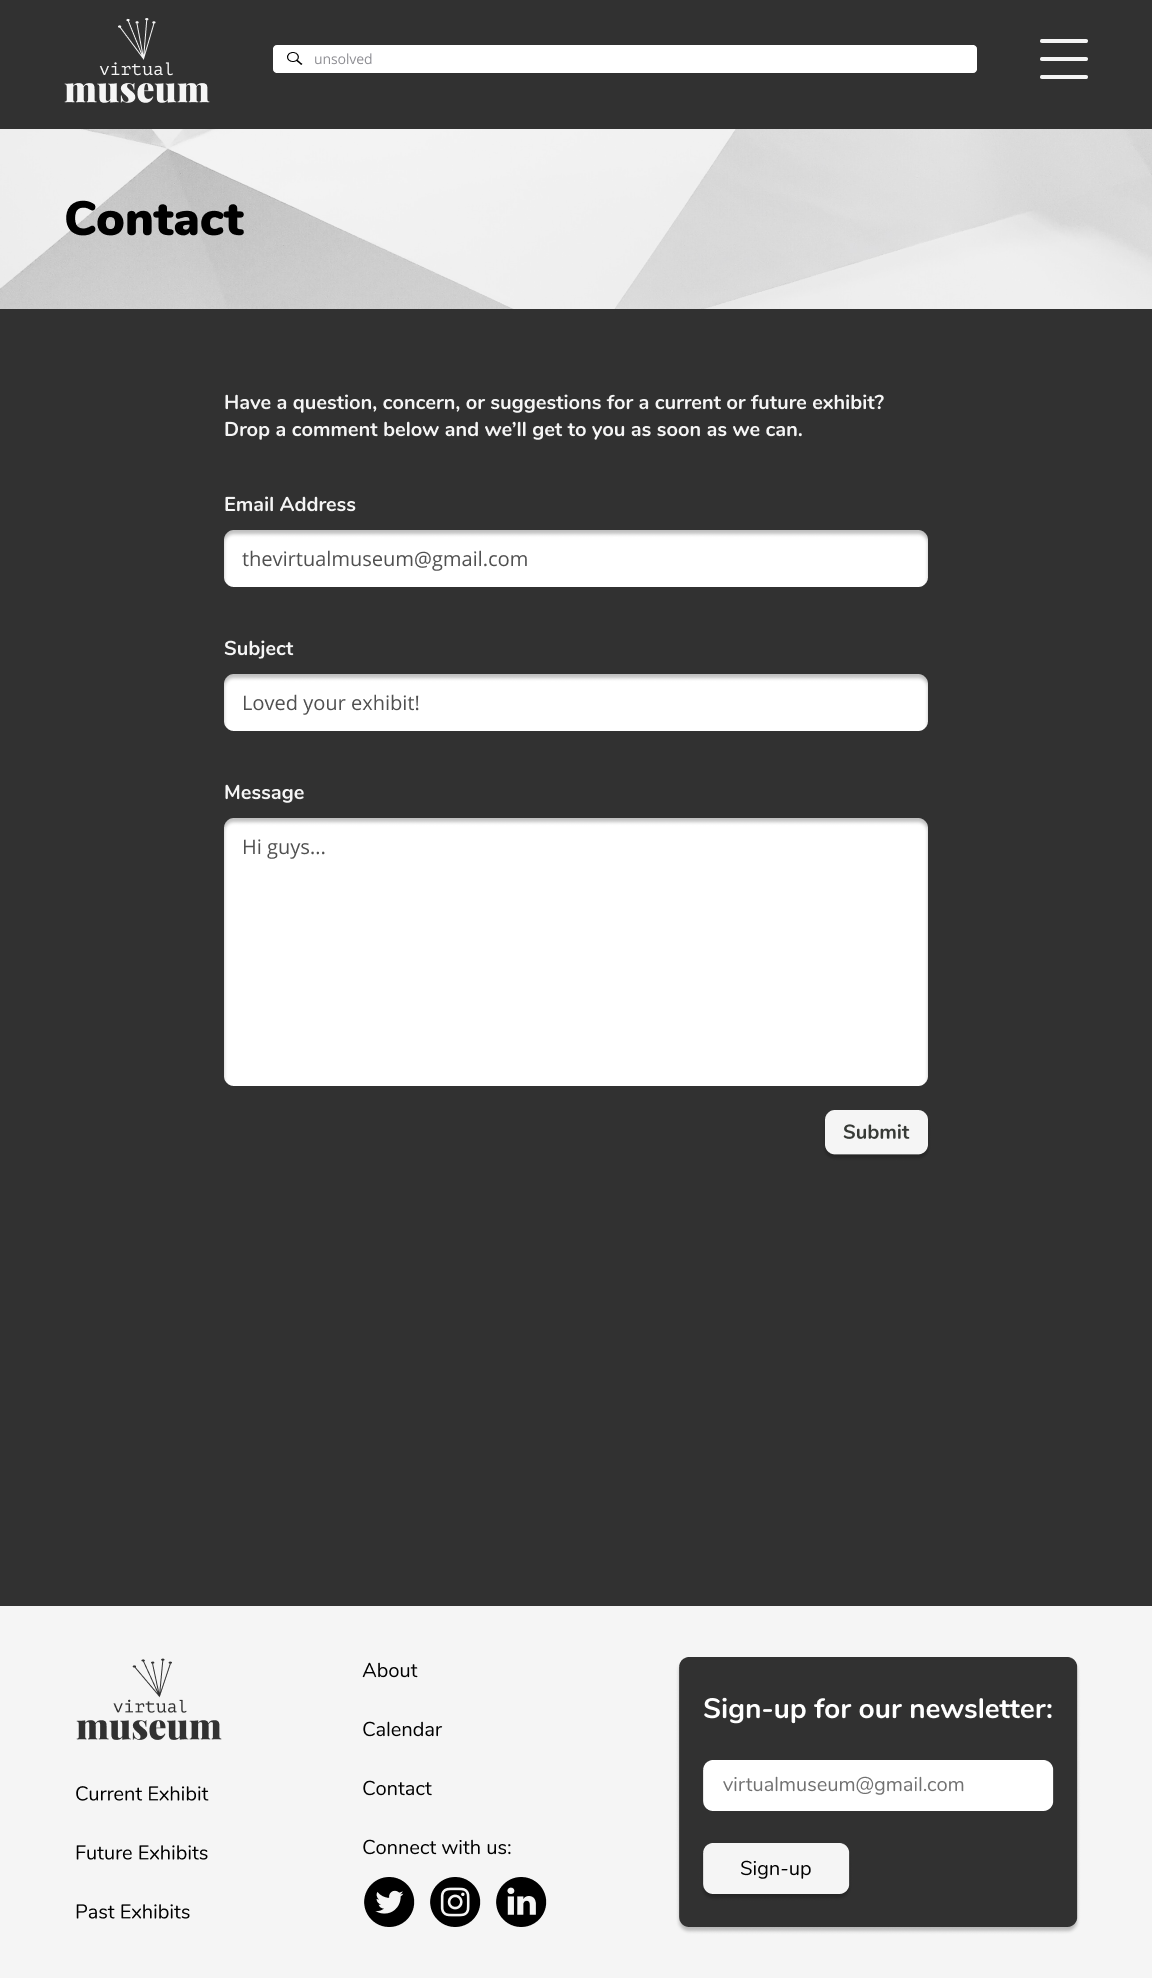 virtual
museum
unsolved
Contact
Have a question, concern, or suggestions for a current or future exhibit?
Drop a comment below and we’ll get to you as soon as we can.
Email Address
thevirtualmuseum@gmail.com
Subject
Loved your exhibit!
Message
Hi guys...
Submit
virtual
museum
Current Exhibit
Future Exhibits
Past Exhibits
About
Calendar
Contact
Connect with us:
in
Sign-up for our newsletter:
virtualmuseum@gmail.com
Sign-up